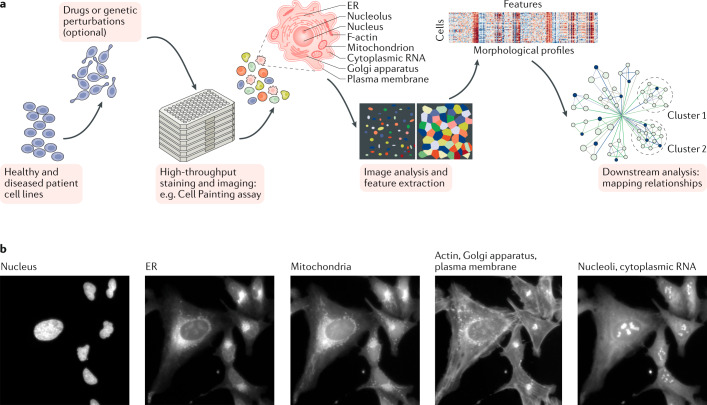 a
Drugs or genetic
perturbations
(optional)
ER
Nucleolus
Nucleus
F-actin
Mitochondrion
Cytoplasmic RNA
Golgi apparatus
Plasma membrane
Features
Cells
Morphological profiles
Cluster 1
Cluster 2
Healthy and
diseased patient
cell lines
High-throughput
staining and imaging:
e.g. Cell Painting assay
Image analysis and
feature extraction
Downstream analysis:
mapping relationships
b
Nucleus
ER
Mitochondria
Actin, Golgi apparatus,
plasma membrane
Nucleoli, cytoplasmic RNA